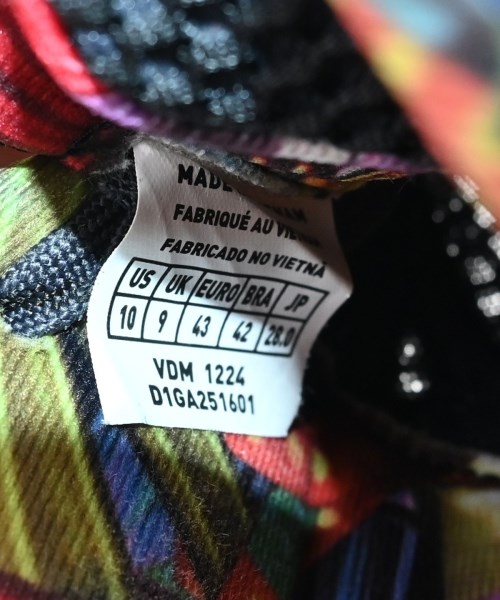 MADE
FABRIQUÉ AU
FABRICADO NO VIETNÃ
US UK EURO BRA JP
10 9 43 42 28.0
VDM 1224
D1GA251601